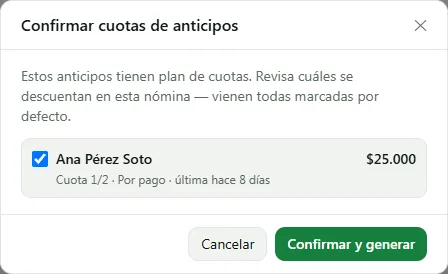 Confirmar cuotas de anticipos
Estos anticipos tienen plan de cuotas. Revisa cuáles se
descuentan en esta nómina — vienen todas marcadas por
defecto.
Ana Pérez Soto $25.000
Cuota 1/2 · Por pago · última hace 8 días
Cancelar Confirmar y generar